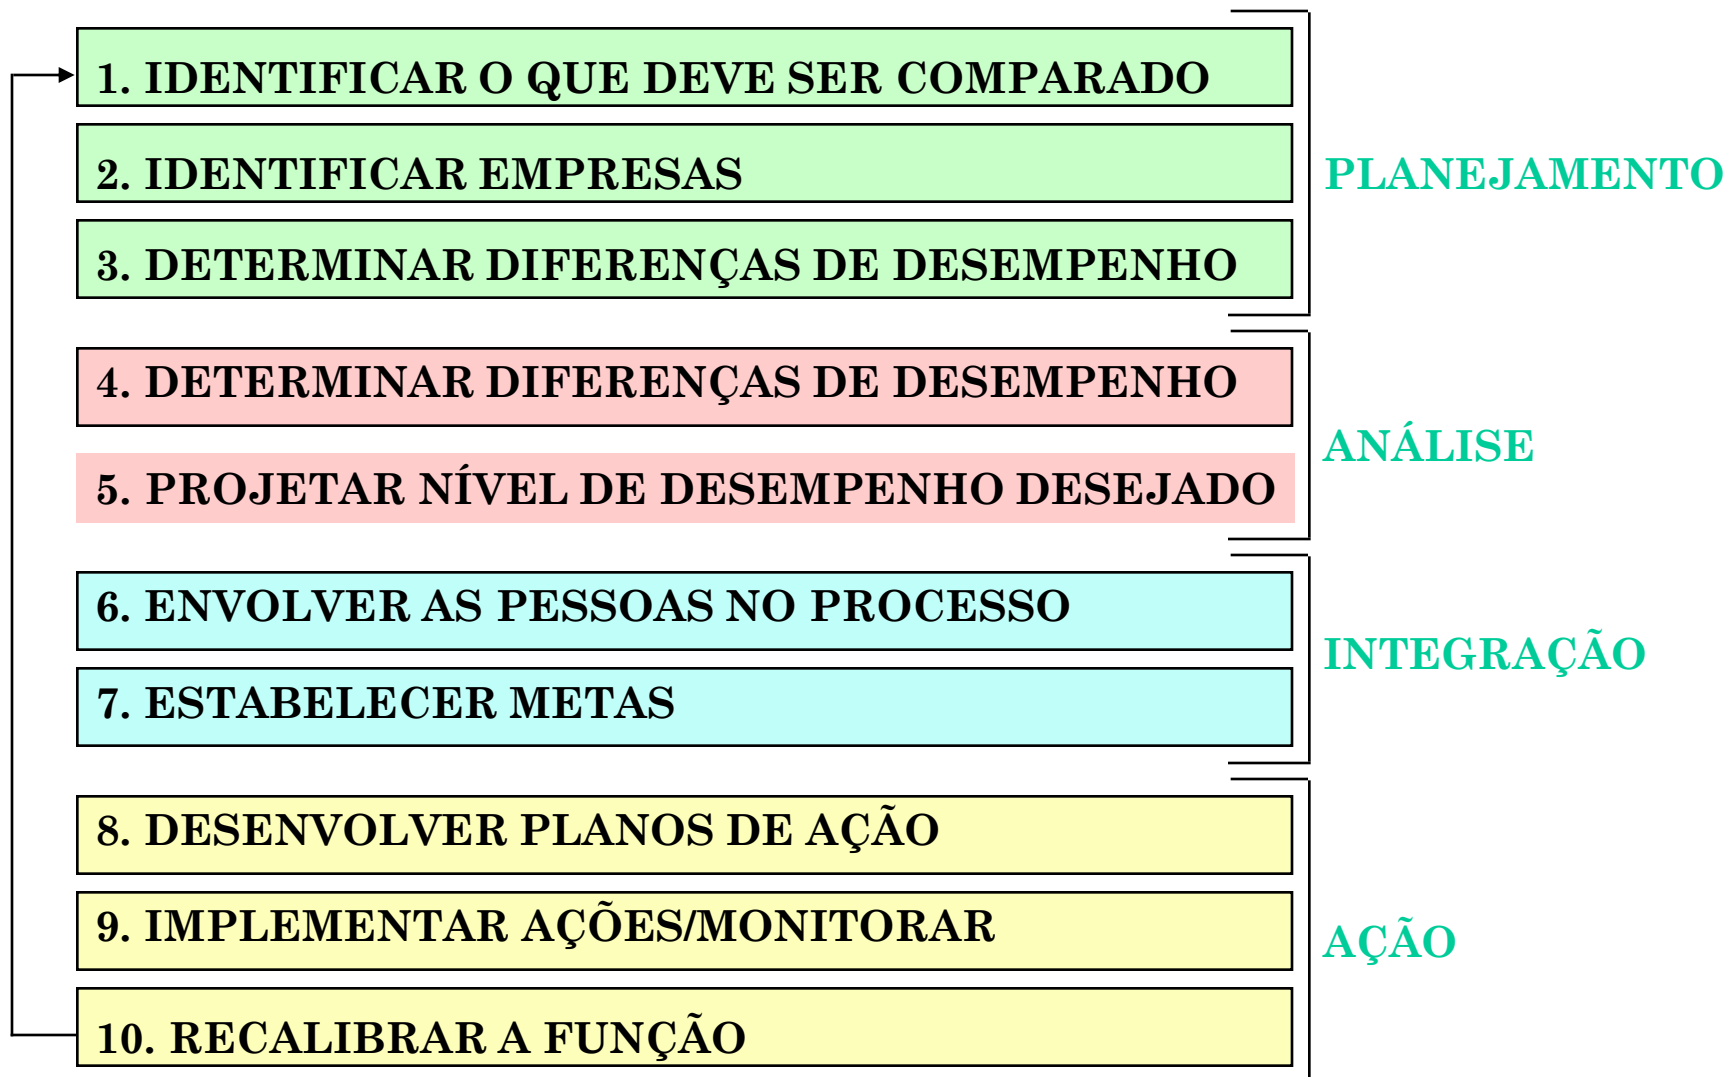 1. IDENTIFICAR O QUE DEVE SER COMPARADO
2. IDENTIFICAR EMPRESAS
3. DETERMINAR DIFERENÇAS DE DESEMPENHO
PLANEJAMENTO
4. DETERMINAR DIFERENÇAS DE DESEMPENHO
5. PROJETAR NÍVEL DE DESEMPENHO DESEJADO
ANÁLISE
6. ENVOLVER AS PESSOAS NO PROCESSO
7. ESTABELECER METAS
INTEGRAÇÃO
8. DESENVOLVER PLANOS DE AÇÃO
9. IMPLEMENTAR AÇÕES/MONITORAR
10. RECALIBRAR A FUNÇÃO
AÇÃO